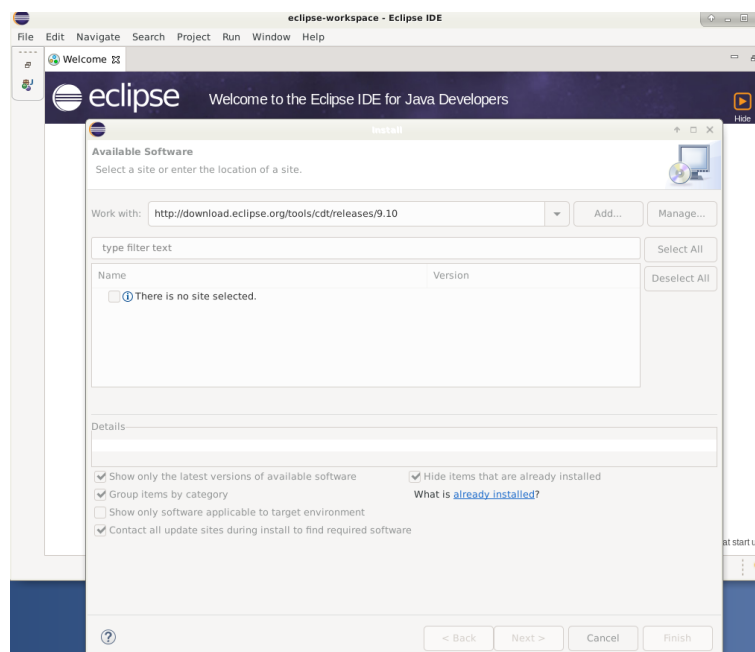 eclipse-workspace - Eclipse IDE
File Edit Navigate Search Project Run Window Help
Welcome
eclipse Welcome to the Eclipse IDE for Java Developers
Hide
Install
Available Software
Select a site or enter the location of a site.
Work with: http://download.eclipse.org/tools/cdt/releases/9.10 Add... Manage...
type filter text Select All
Name Version Deselect All
There is no site selected.
Details
Show only the latest versions of available software Hide items that are already installed
Group items by category What is already installed?
Show only software applicable to target environment
Contact all update sites during install to find required software
at start u
? < Back Next > Cancel Finish